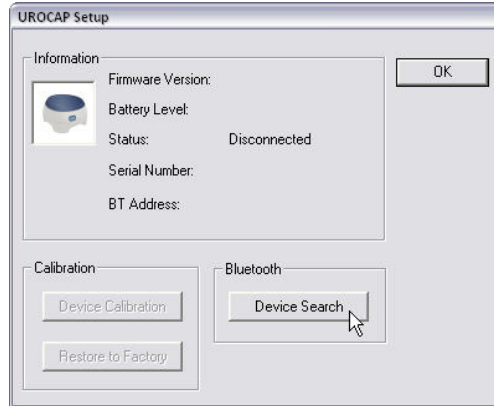 UROCAP Setup
Information
OK
Firmware Version:
Battery Level:
Status: Disconnected
Serial Number:
BT Address:
Calibration
Bluetooth
Device Calibration
Device Search
Restore to Factory